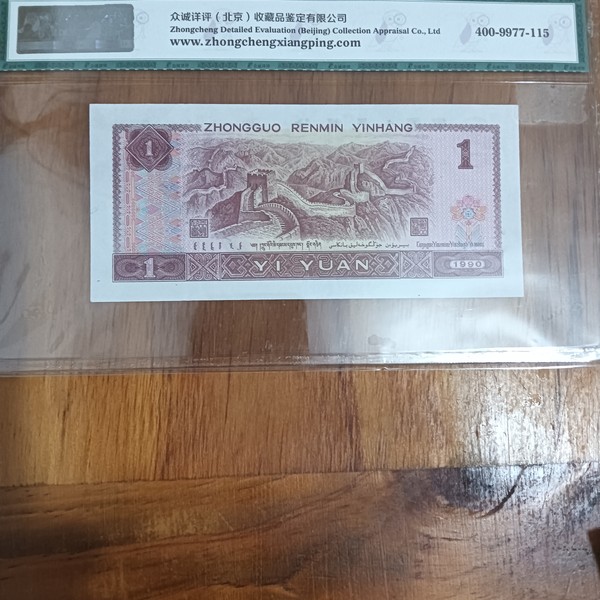 众诚详评（北京）收藏品鉴定有限公司
Zhongcheng Detailed Evaluation (Beijing) Collection Appraisal Co., Ltd
www.zhongchengxiangping.com
400-9977-115
ZHONGGUO RENMIN YINHANG
1
1
1
YI YUAN
1990